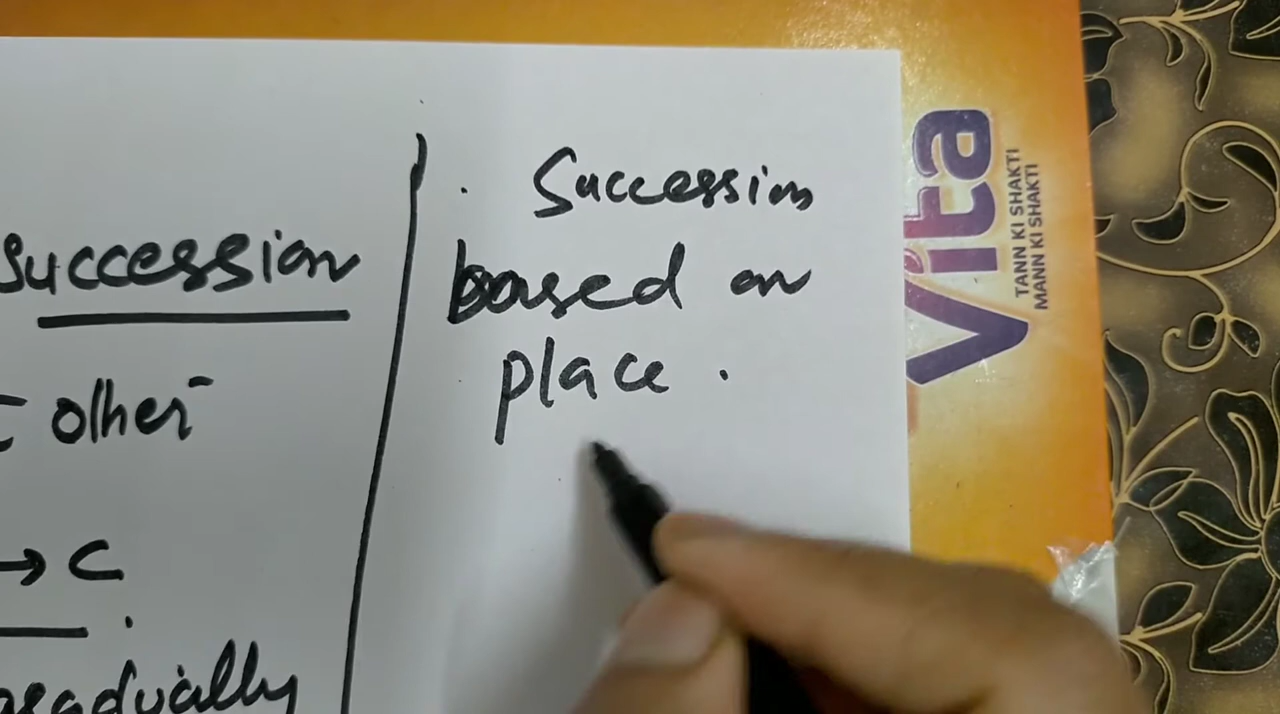 Succession
other
→ C
gradually
. Succession
based on
place .
Vita
TANN KI SHAKTI
MANN KI SHAKTI